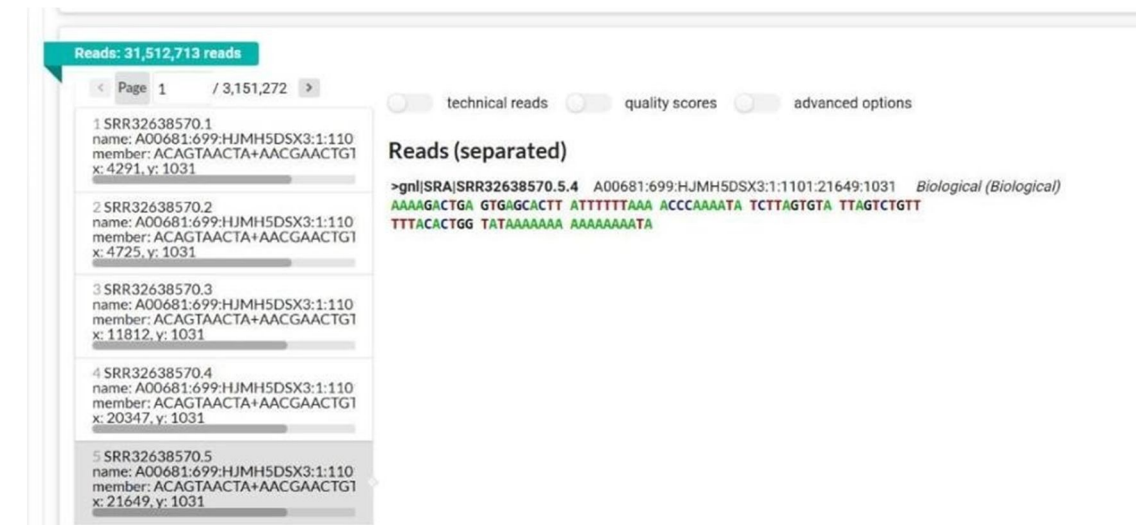 Reads: 31,512,713 reads
< Page 1 / 3,151,272 >
technical reads quality scores advanced options
1 SRR32638570.1
name: A00681:699:HJMH5DSX3:1:110
member: ACAGTAACTA+AACGAACTGT
x: 4291, y: 1031
2 SRR32638570.2
name: A00681:699:HJMH5DSX3:1:110
member: ACAGTAACTA+AACGAACTGT
x: 4725, y: 1031
3 SRR32638570.3
name: A00681:699:HJMH5DSX3:1:110
member: ACAGTAACTA+AACGAACTGT
x: 11812, y: 1031
4 SRR32638570.4
name: A00681:699:HJMH5DSX3:1:110
member: ACAGTAACTA+AACGAACTGT
x: 20347, y: 1031
5 SRR32638570.5
name: A00681:699:HJMH5DSX3:1:110
member: ACAGTAACTA+AACGAACTGT
x: 21649, y: 1031
Reads (separated)
>gnl|SRA|SRR32638570.5.4 A00681:699:HJMH5DSX3:1:1101:21649:1031 Biological (Biological)
AAAAGACTGA GTGAGCACTT ATTTTTTAAA ACCCAAAATA TCTTAGTGTA TTAGTCTGTT
TTTACACTGG TATAAAAAAA AAAAAAAATA